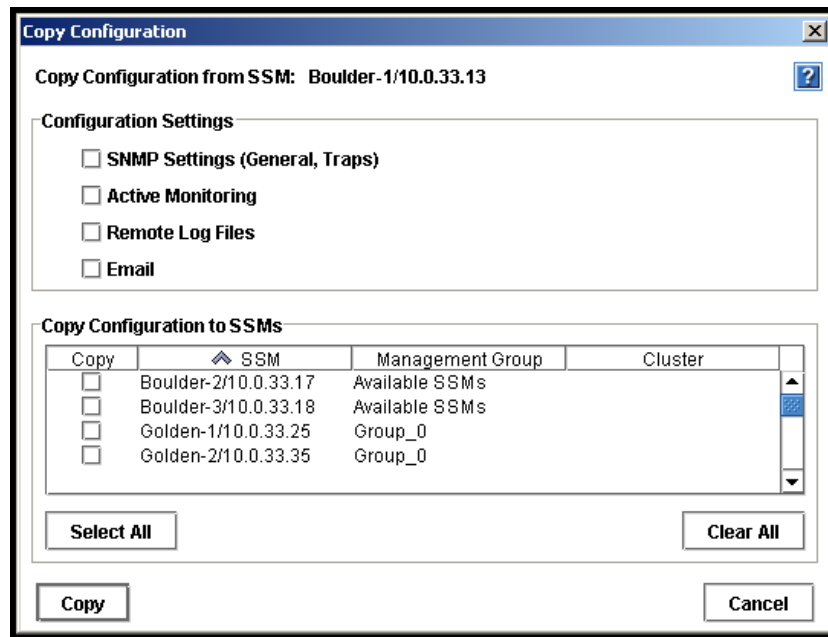 Copy Configuration
Copy Configuration from SSM: Boulder-1/10.0.33.13
?
Configuration Settings
SNMP Settings (General, Traps)
Active Monitoring
Remote Log Files
Email
Copy Configuration to SSMs
Copy SSM Management Group Cluster
Boulder-2/10.0.33.17 Available SSMs
Boulder-3/10.0.33.18 Available SSMs
Golden-1/10.0.33.25 Group_0
Golden-2/10.0.33.35 Group_0
Select All Clear All
Copy Cancel